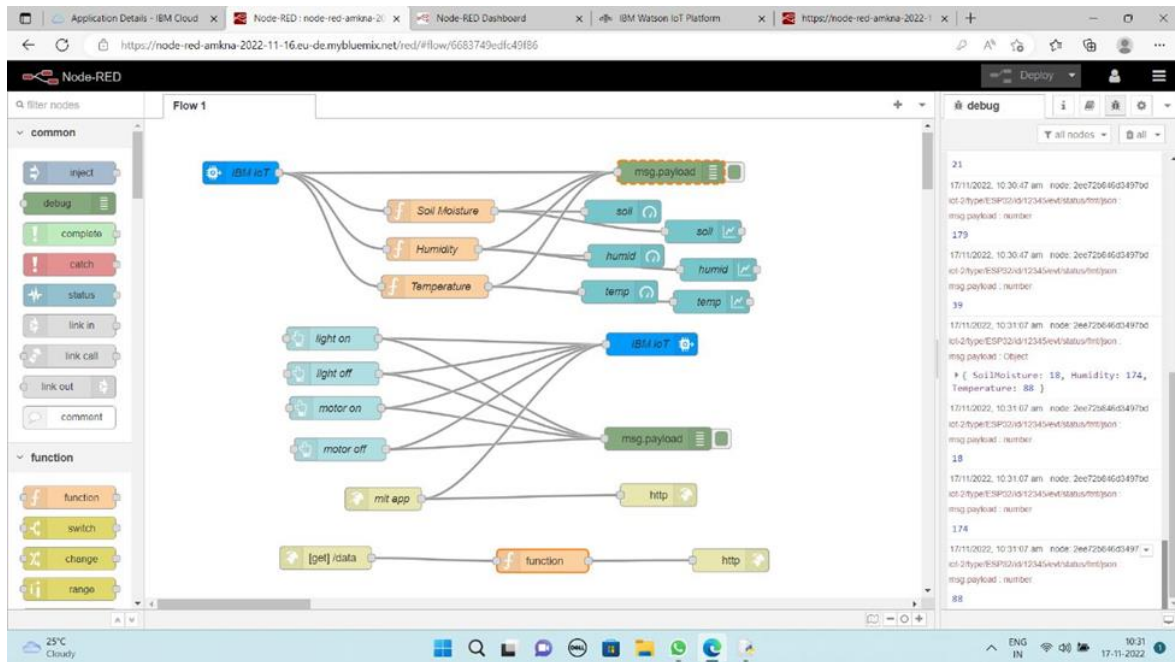 Application Details - IBM Cloud
Node-RED : node-red-amkna-20
Node-RED Dashboard
IBM Watson IoT Platform
https://node-red-amkna-2022-1
https://node-red-amkna-2022-11-16.eu-de.mybluemix.net/red/#flow/6683749edfc49f86
Node-RED
Deploy
filter nodes
Flow 1
debug
all nodes
all
common
inject
debug
complete
catch
status
link in
link call
link out
comment
function
function
switch
change
range
IBM IoT
msg.payload
Soil Moisture
soil
soil
Humidity
humid
humid
Temperature
temp
temp
light on
IBM IoT
light off
motor on
motor off
msg.payload
mit app
http
[get] /data
function
http
21
17/11/2022, 10:30:47 am node: 2ee72b646d3497bd
iot-2/type/ESP32/id/12345/evt/status/fmt/json :
msg.payload : number
179
17/11/2022, 10:30:47 am node: 2ee72b646d3497bd
iot-2/type/ESP32/id/12345/evt/status/fmt/json :
msg.payload : number
39
17/11/2022, 10:31:07 am node: 2ee72b646d3497bd
iot-2/type/ESP32/id/12345/evt/status/fmt/json :
msg.payload : Object
{ SoilMoisture: 18, Humidity: 174,
Temperature: 88 }
17/11/2022, 10:31:07 am node: 2ee72b646d3497bd
iot-2/type/ESP32/id/12345/evt/status/fmt/json :
msg.payload : number
18
17/11/2022, 10:31:07 am node: 2ee72b646d3497bd
iot-2/type/ESP32/id/12345/evt/status/fmt/json :
msg.payload : number
174
17/11/2022, 10:31:07 am node: 2ee72b646d3497
iot-2/type/ESP32/id/12345/evt/status/fmt/json :
msg.payload : number
88
25°C
Cloudy
DELL
ENG
IN
10:31
17-11-2022